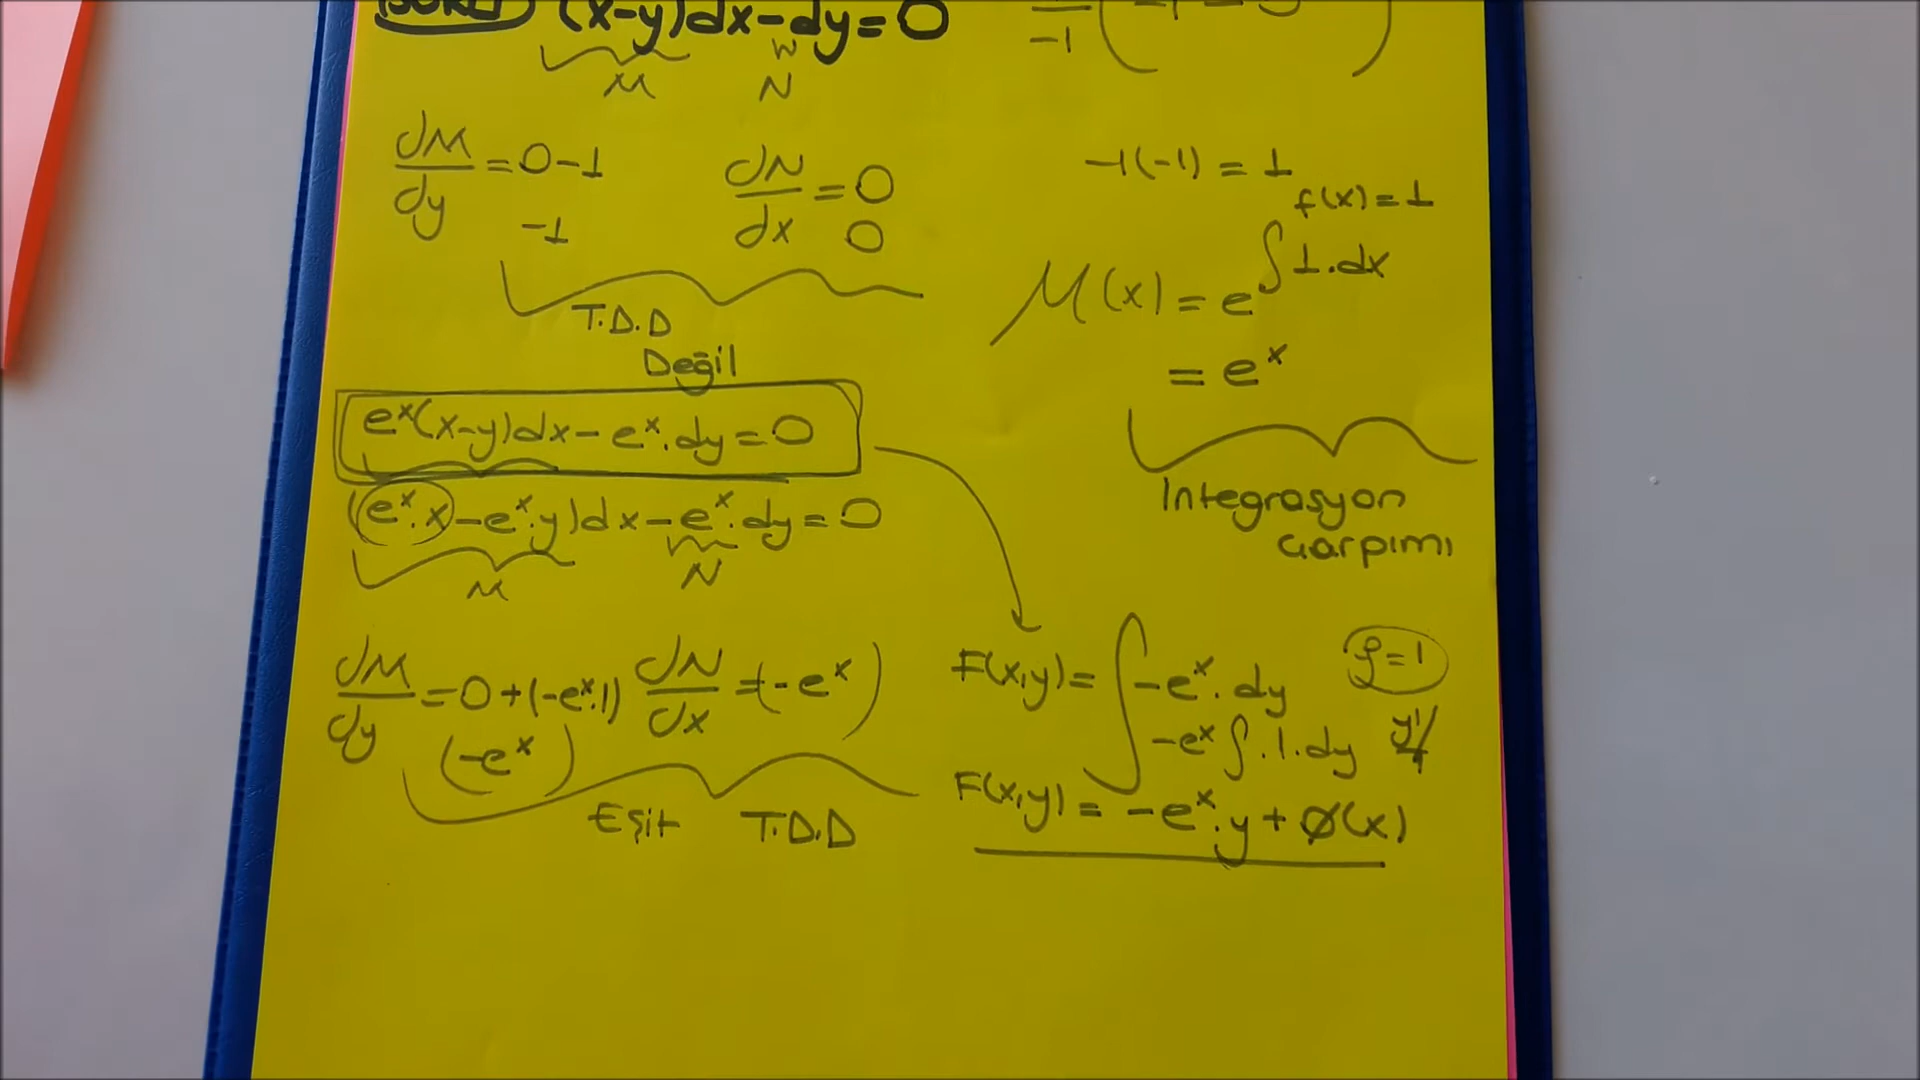 (x-y)dx-dy=0
M N
-1
dM/dy = 0-1
-1
dN/dx = 0
0
T.D.D
Değil
e^x(x-y)dx-e^x.dy=0
(e^x.x-e^x.y)dx-e^x.dy=0
M N
dM/dy = 0+(-e^x.1)
(-e^x)
dN/dx = (-e^x)
Eşit T.D.D
-1(-1) = 1
f(x)=1
M(x) = e^∫1.dx
= e^x
Integrasyon
Çarpımı
F(x,y) = ∫-e^x.dy
-e^x ∫.1.dy
F(x,y) = -e^x.y+Ø(x)